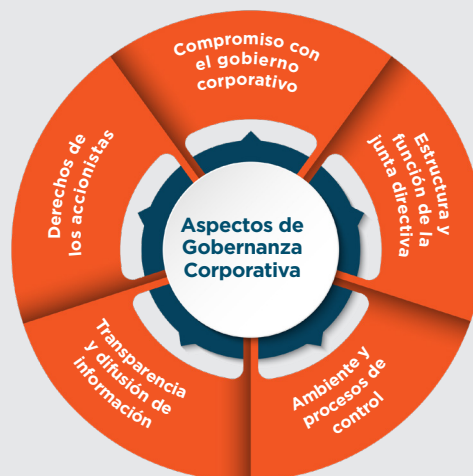 Compromiso con
el gobierno
corporativo
Estructura y
función de la
junta directiva
Ambiente y
procesos de
control
Transparencia
y difusión de
información
Derechos de
los accionistas
Aspectos de
Gobernanza
Corporativa